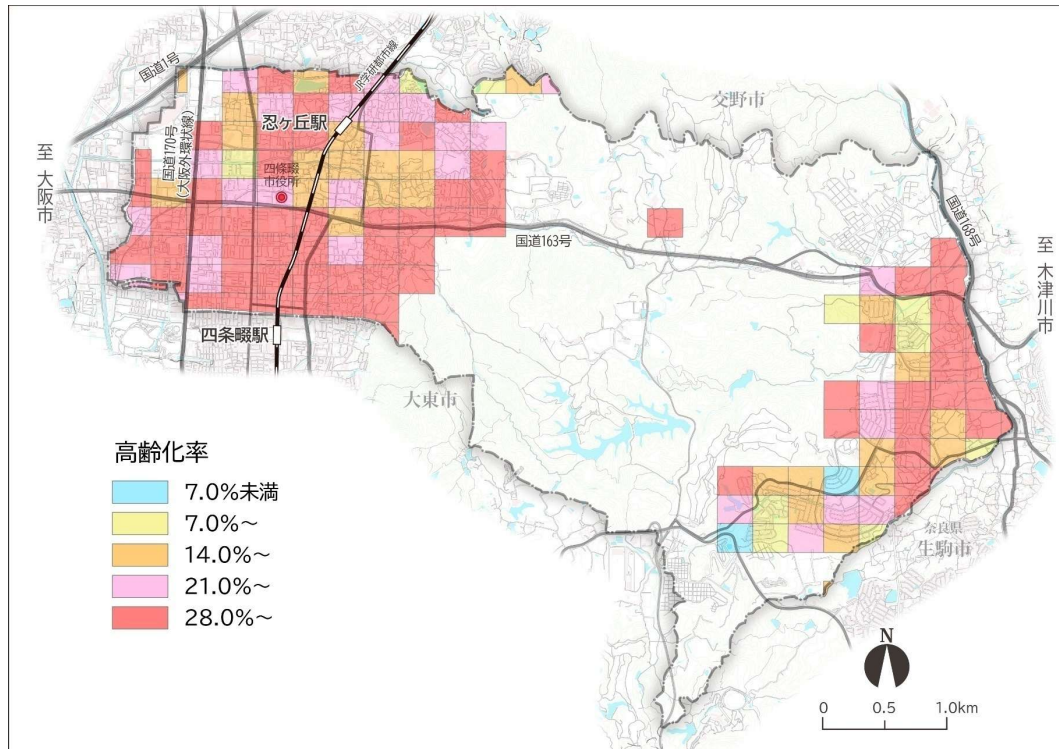 国道1号
JR学研都市線
忍ヶ丘駅
交野市
国道170号
(大阪外環状線)
四條畷
市役所
至 大阪市
国道163号
国道168号
至 木津川市
四条畷駅
大東市
高齢化率
7.0%未満
7.0%~
14.0%~
21.0%~
28.0%~
奈良県
生駒市
N
0 0.5 1.0km